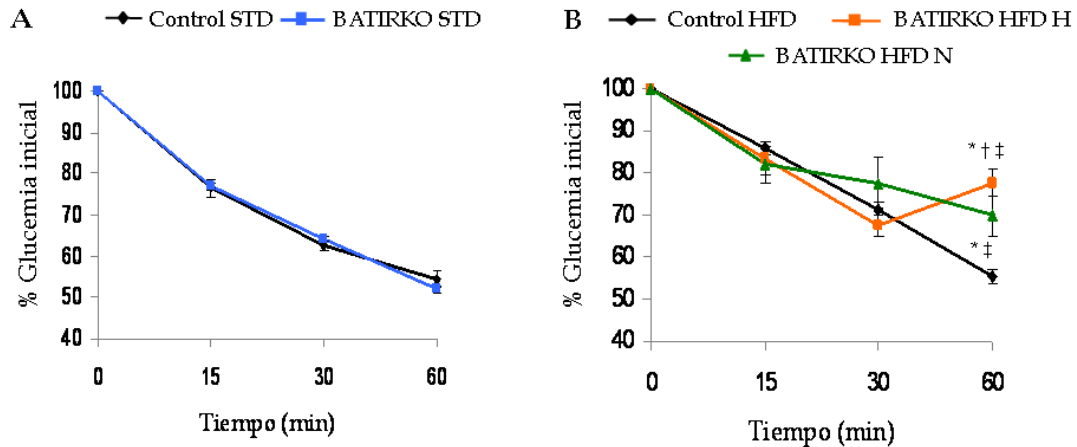 A
Control STD
BATIRKO STD
% Glucemia inicial
100
90
80
70
60
50
40
0
15
30
60
Tiempo (min)
B
Control HFD
BATIRKO HFD H
BATIRKO HFD N
% Glucemia inicial
100
90
80
70
60
50
40
* † ‡
* ‡
0
15
30
60
Tiempo (min)